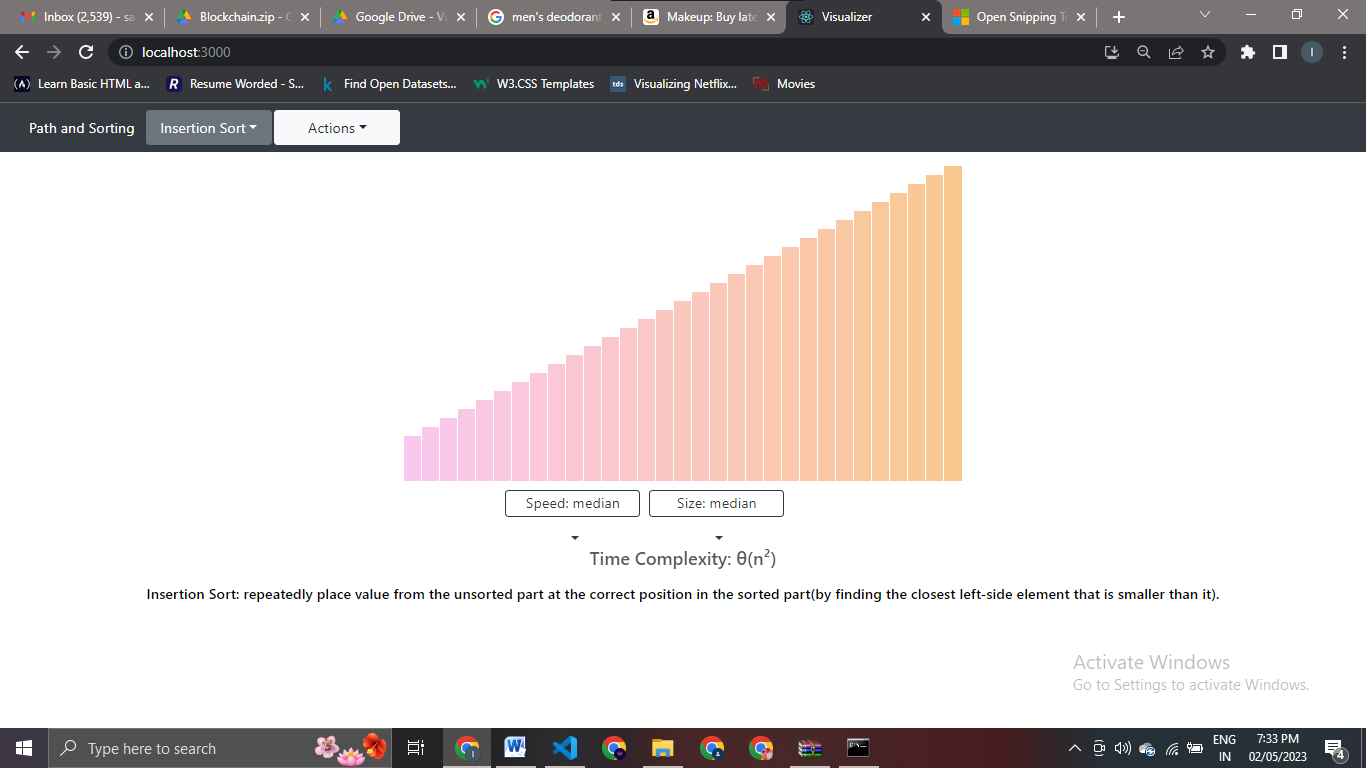 Inbox (2,539) - sa
Blockchain.zip - G
Google Drive - Vi
men's deodorant
Makeup: Buy late
Visualizer
Open Snipping T
localhost:3000
I
Learn Basic HTML a...
R
Resume Worded - S...
k
Find Open Datasets...
W3.CSS Templates
tds
Visualizing Netflix...
Movies
Path and Sorting
Insertion Sort
Actions
Speed: median
Size: median
Time Complexity: θ(n²)
Insertion Sort: repeatedly place value from the unsorted part at the correct position in the sorted part(by finding the closest left-side element that is smaller than it).
Activate Windows
Go to Settings to activate Windows.
Type here to search
ENG
IN
7:33 PM
02/05/2023
4